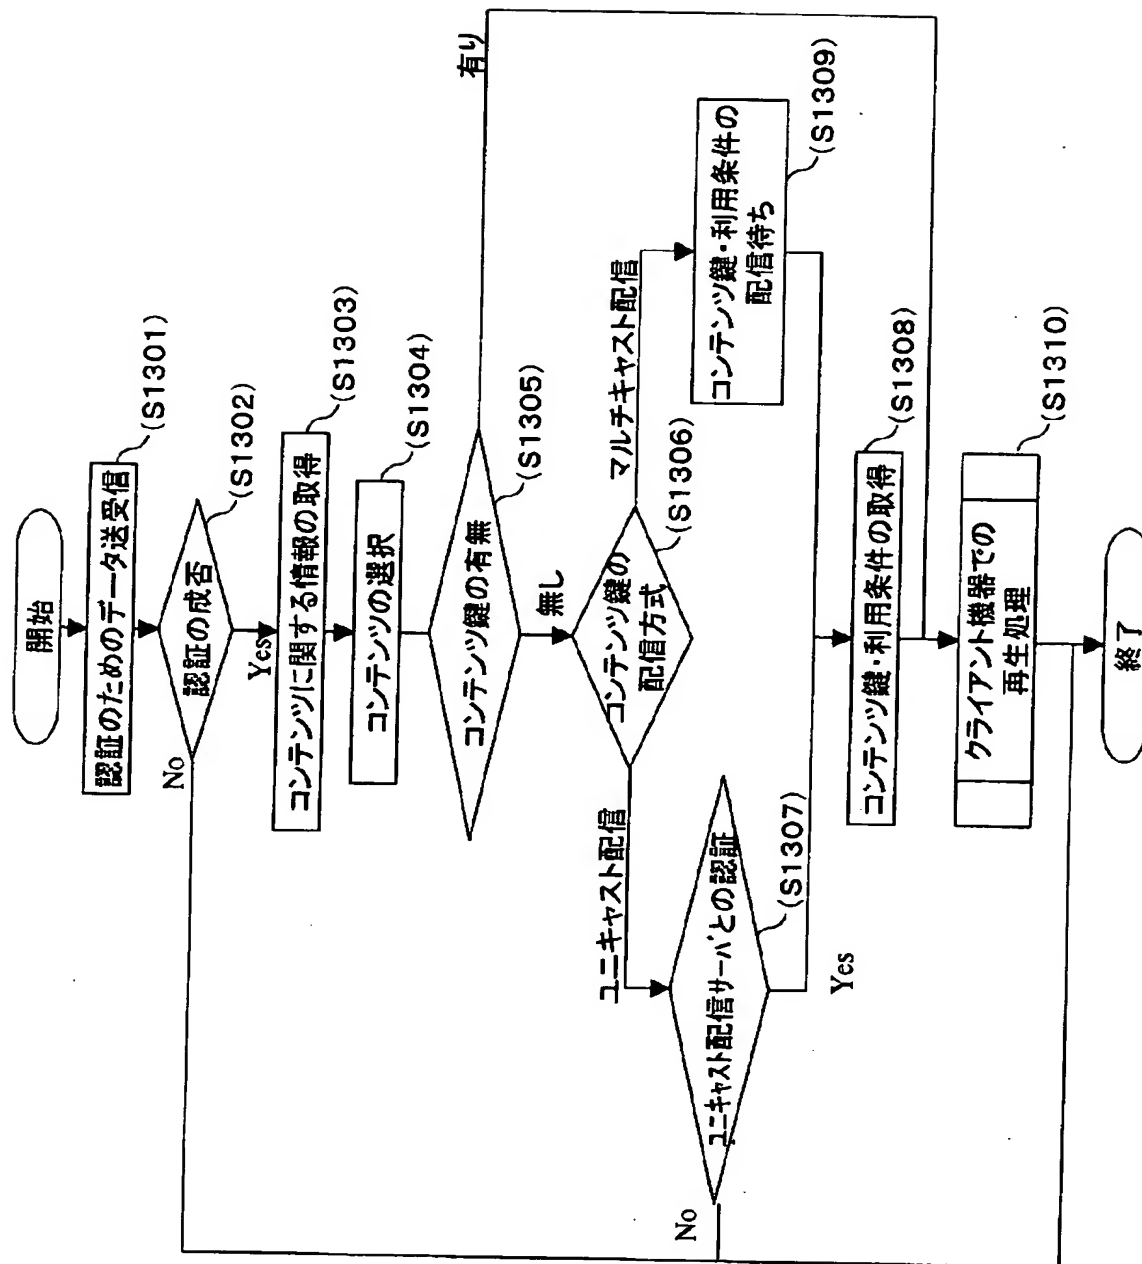 開始
認証のためのデータ送受信
(S1301)
認証の成否
(S1302)
No
Yes
コンテンツに関する情報の取得
(S1303)
コンテンツの選択
(S1304)
コンテンツ鍵の有無
(S1305)
有り
無し
コンテンツ鍵の
配信方式
(S1306)
ユニキャスト配信
マルチキャスト配信
ユニキャスト配信サーバとの認証
(S1307)
No
Yes
コンテンツ鍵・利用条件の
配信待ち
(S1309)
コンテンツ鍵・利用条件の取得
(S1308)
クライアント機器での
再生処理
(S1310)
終了